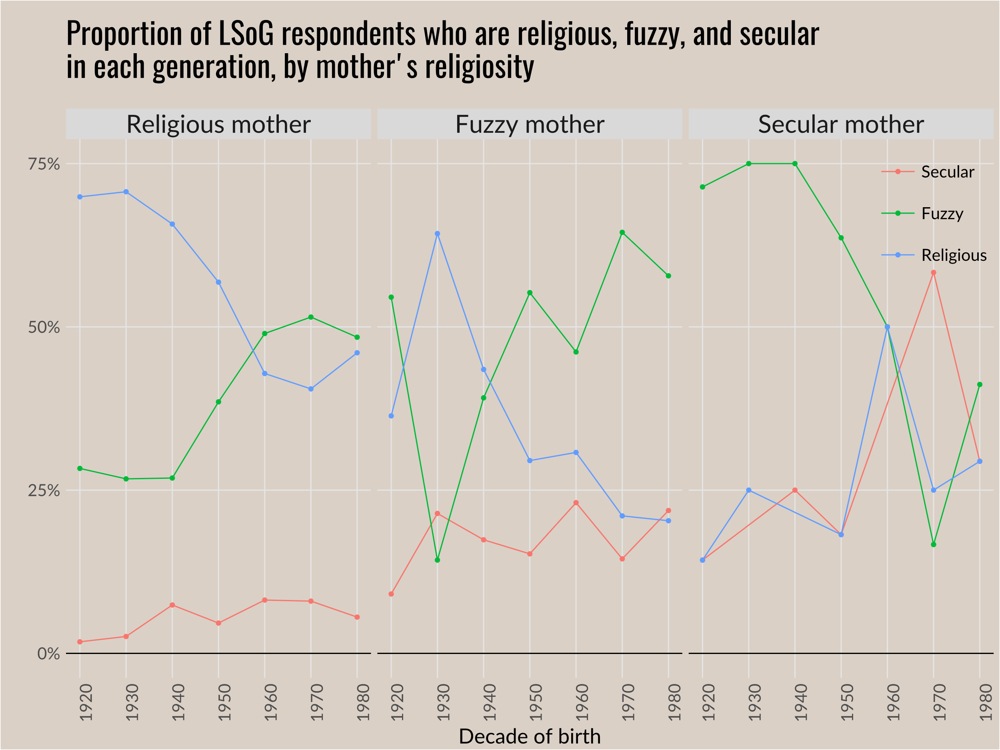 Proportion of LSoG respondents who are religious, fuzzy, and secular
in each generation, by mother's religiosity
Religious mother
Fuzzy mother
Secular mother
75%
50%
25%
0%
Secular
Fuzzy
Religious
1920 1930 1940 1950 1960 1970 1980
1920 1930 1940 1950 1960 1970 1980
1920 1930 1940 1950 1960 1970 1980
Decade of birth